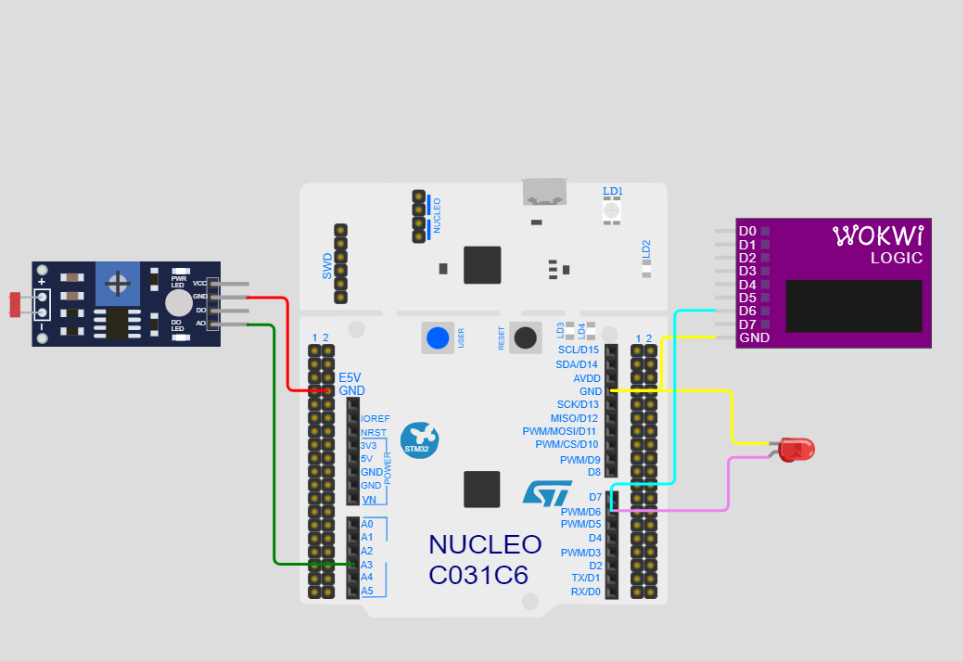 NUCLEO
LD1
SWD
LD2
WOKWi
LOGIC
D0
D1
D2
D3
D4
D5
D6
D7
GND
+
PWR
LED
VCC
GND
DO
AO
DO
LED
–
USER
RESET
LD3
LD4
1 2
E5V
GND
IOREF
NRST
3V3
5V
GND
GND
VN
POWER
A0
A1
A2
A3
A4
A5
STM32
ST
1 2
SCL/D15
SDA/D14
AVDD
GND
SCK/D13
MISO/D12
PWM/MOSI/D11
PWM/CS/D10
PWM/D9
D8
D7
PWM/D6
PWM/D5
D4
PWM/D3
D2
TX/D1
RX/D0
NUCLEO
C031C6